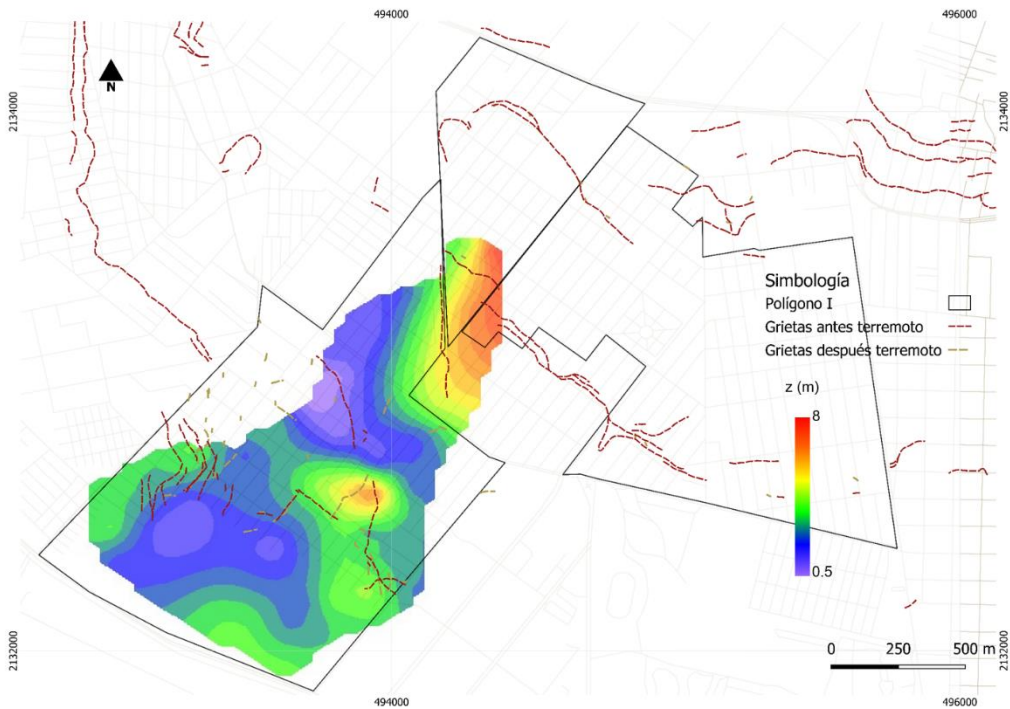 494000
496000
N
2134000
2134000
Simbología
Polígono I
Grietas antes terremoto
Grietas después terremoto
z (m)
8
0.5
2132000
2132000
0 250 500 m
494000
496000